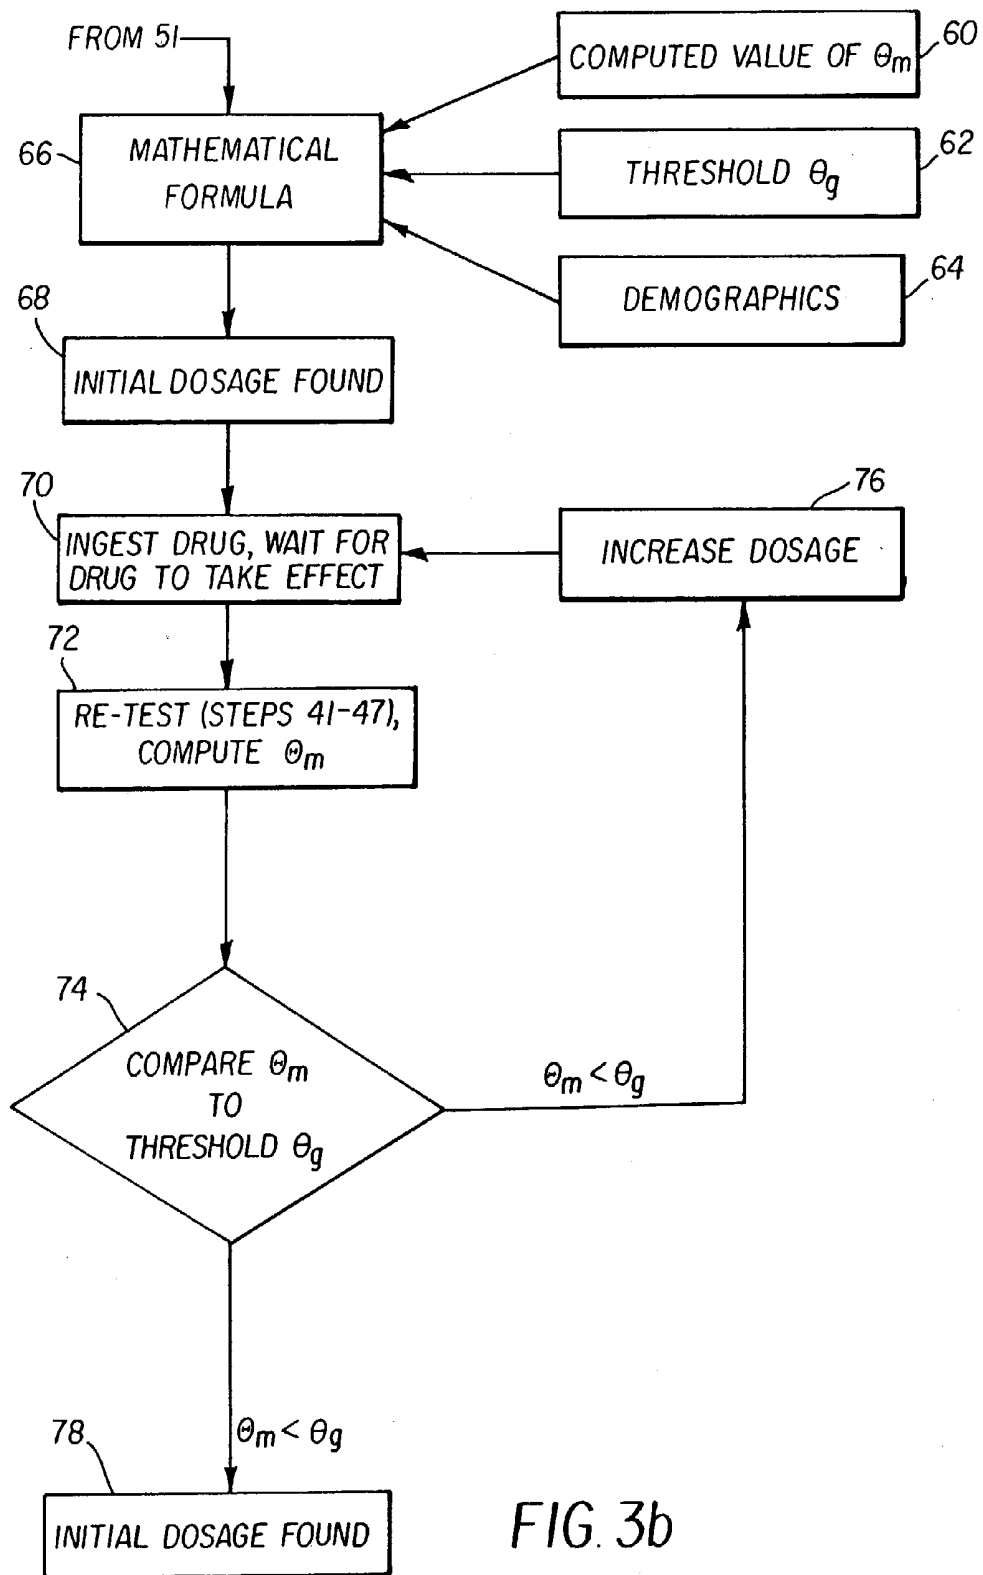 FROM 51
COMPUTED VALUE OF Θm
60
66
MATHEMATICAL
FORMULA
THRESHOLD θg
62
DEMOGRAPHICS
64
68
INITIAL DOSAGE FOUND
70
INGEST DRUG, WAIT FOR
DRUG TO TAKE EFFECT
76
INCREASE DOSAGE
72
RE-TEST (STEPS 41-47),
COMPUTE Θm
74
COMPARE Θm
TO
THRESHOLD θg
Θm < θg
Θm < θg
78
INITIAL DOSAGE FOUND
FIG. 3b